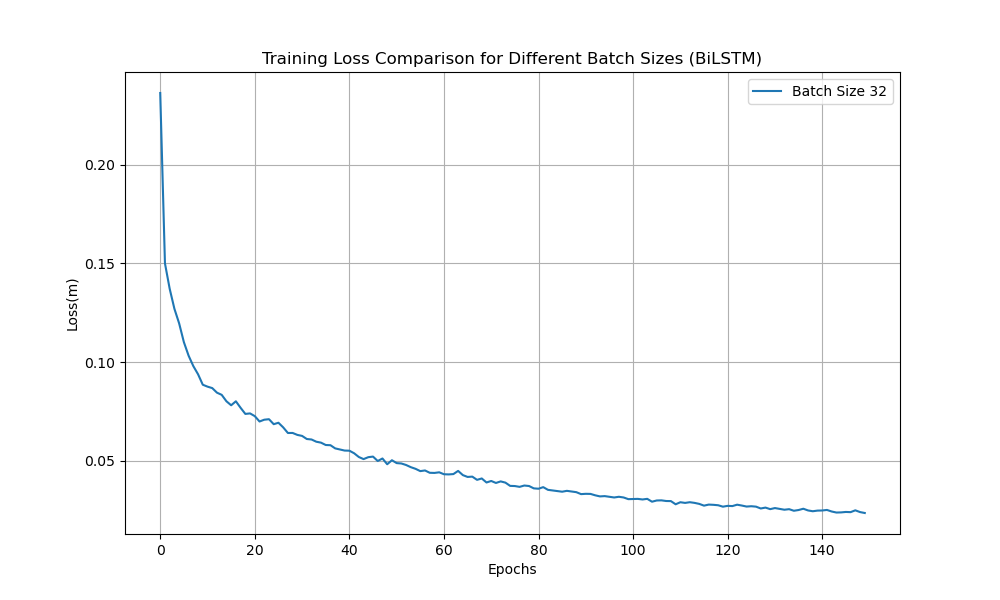 Training Loss Comparison for Different Batch Sizes (BiLSTM)
Batch Size 32
Loss(m)
0.20
0.15
0.10
0.05
0 20 40 60 80 100 120 140
Epochs